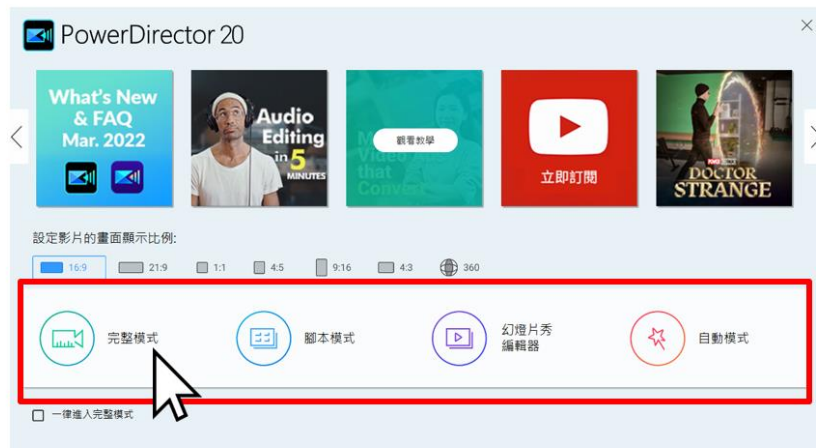 PowerDirector 20
What's New
& FAQ
Mar. 2022
Audio
Editing
in 5
MINUTES
觀看教學
Video
that
Convert
立即訂閱
DOCTOR
STRANGE
設定影片的畫面顯示比例:
16:9 21:9 1:1 4:5 9:16 4:3 360
完整模式 腳本模式 幻燈片秀 自動模式
編輯器
一律進入完整模式